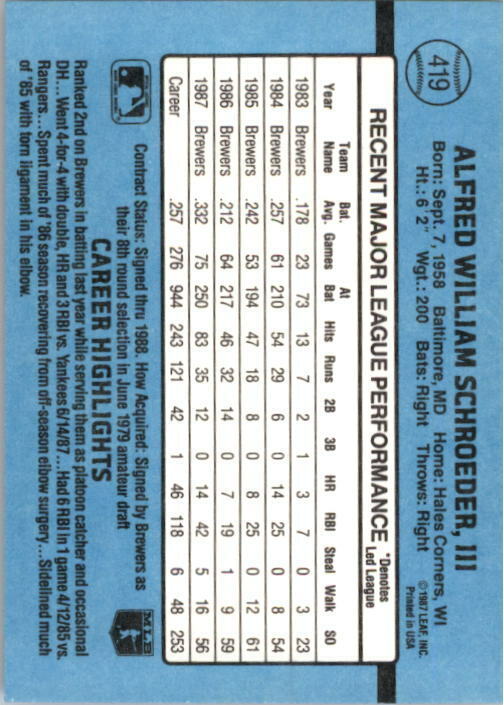 419
ALFRED WILLIAM SCHROEDER, III
Born: Sept. 7, 1958 Baltimore, MD Home: Hales Corners, WI
Ht.: 6' 2" Wgt.: 200 Bats: Right Throws: Right
©1987 LEAF, INC.
Printed in USA
RECENT MAJOR LEAGUE PERFORMANCE *Denotes Led League
Year Team Name Bat. Avg. Games At Bat Hits Runs 2B 3B HR RBI Steal Walk SO
1983 Brewers .178 23 73 13 7 2 1 3 7 0 3 23
1984 Brewers .257 61 210 54 29 6 0 14 25 0 8 54
1985 Brewers .242 53 194 47 18 8 0 8 25 0 12 61
1986 Brewers .212 64 217 46 32 14 0 7 19 1 9 59
1987 Brewers .332 75 250 83 35 12 0 14 42 5 16 56
Career .257 276 944 243 121 42 1 46 118 6 48 253
Contract Status: Signed thru 1988. How Acquired: Signed by Brewers as
their 8th round selection in June 1979 amateur draft
MLB
CAREER HIGHLIGHTS
Ranked 2nd on Brewers in batting last year while serving them as platoon catcher and occasional
DH...Went 4-for-4 with double, HR and 3 RBI vs. Yankees 6/14/87...Had 6 RBI in 1 game 4/12/85 vs.
Rangers...Spent much of '86 season recovering from off-season elbow surgery...Sidelined much
of '85 with torn ligament in his elbow.